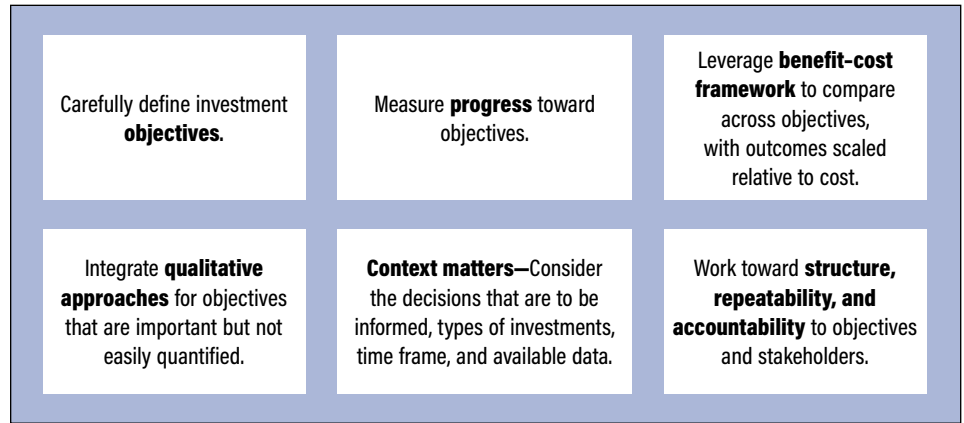 Carefully define investment
objectives.
Measure progress toward
objectives.
Leverage benefit–cost
framework to compare
across objectives,
with outcomes scaled
relative to cost.
Integrate qualitative
approaches for objectives
that are important but not
easily quantified.
Context matters—Consider
the decisions that are to be
informed, types of investments,
time frame, and available data.
Work toward structure,
repeatability, and
accountability to objectives
and stakeholders.